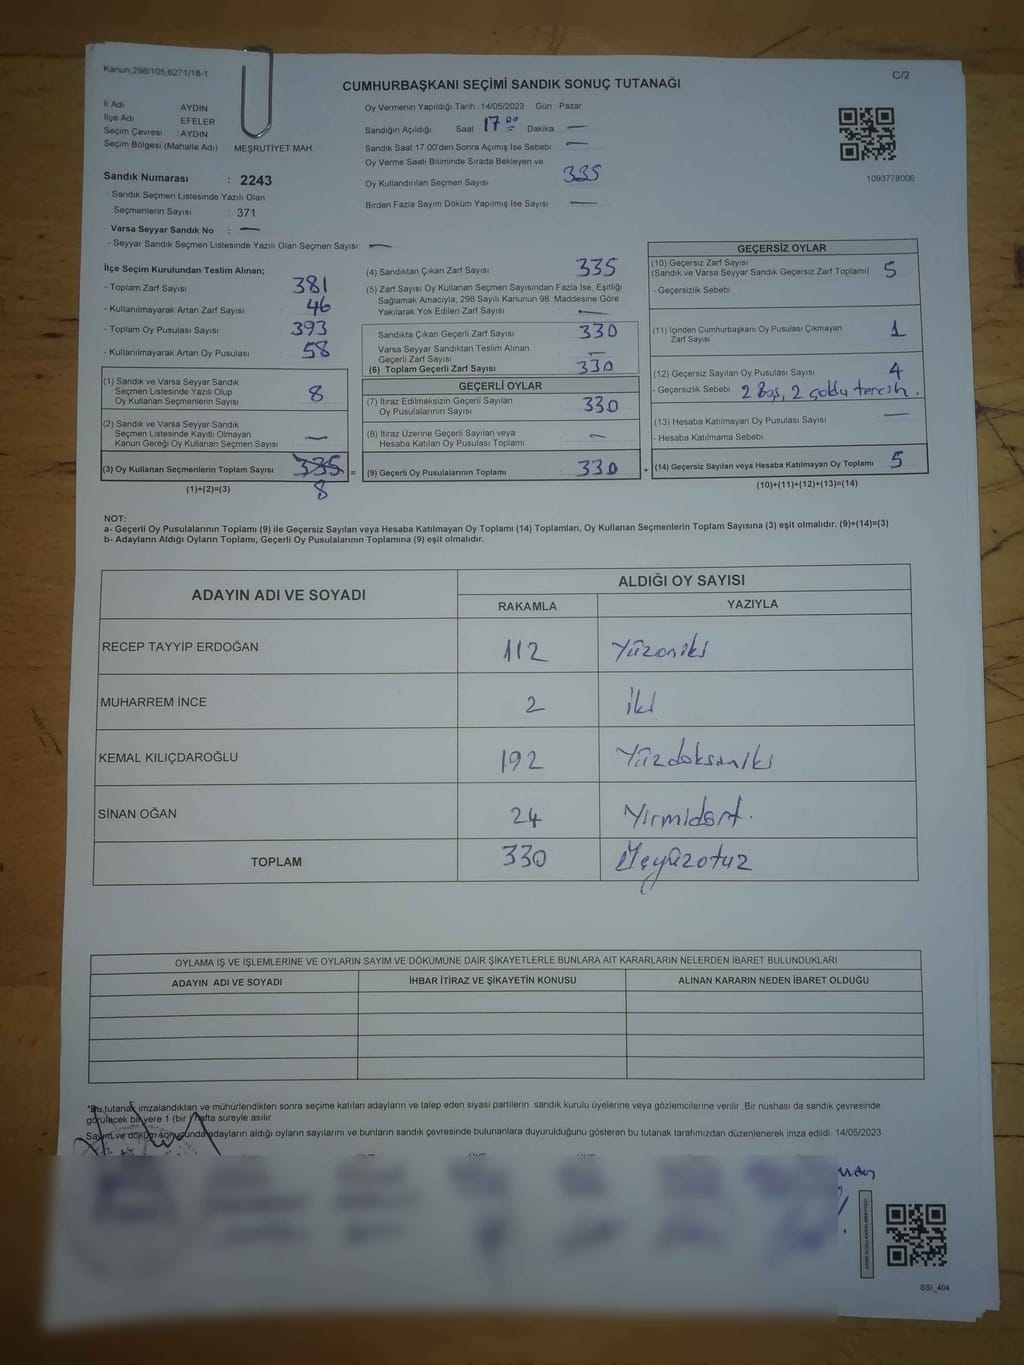 Kanun:298/105,6271/18-1
C/2
CUMHURBAŞKANI SEÇİMİ SANDIK SONUÇ TUTANAĞI
İl Adı AYDIN
İlçe Adı EFELER
Seçim Çevresi :AYDIN
Seçim Bölgesi (Mahalle Adı) MEŞRUTİYET MAH.
Oy Vermenin Yapıldığı Tarih :14/05/2023 Gün : Pazar
Sandığın Açıldığı Saat 17 00 Dakika —
Sandık Saat 17.00'den Sonra Açımış İse Sebebi —
Oy Verme Saati Bitiminde Sırada Bekleyen ve
Oy Kullandırılan Seçmen Sayısı 335
Birden Fazla Sayım Döküm Yapılmış İse Sayısı —
1093778006
Sandık Numarası : 2243
- Sandık Seçmen Listesinde Yazılı Olan
Seçmenlerin Sayısı : 371
Varsa Seyyar Sandık No : —
- Seyyar Sandık Seçmen Listesinde Yazılı Olan Seçmen Sayısı: —
İlçe Seçim Kurulundan Teslim Alınan;
- Toplam Zarf Sayısı 381
- Kullanılmayarak Artan Zarf Sayısı 46
- Toplam Oy Pusulası Sayısı 393
- Kullanılmayarak Artan Oy Pusulası 58
(1) Sandık ve Varsa Seyyar Sandık
Seçmen Listesinde Yazılı Olup
Oy Kullanan Seçmenlerin Sayısı 8
(2) Sandık ve Varsa Seyyar Sandık
Seçmen Listesinde Kayıtlı Olmayan
Kanun Gereği Oy Kullanan Seçmen Sayısı —
(3) Oy Kullanan Seçmenlerin Toplam Sayısı 335 =
(1)+(2)=(3) 8
(4) Sandıktan Çıkan Zarf Sayısı 335
(5) Zarf Sayısı Oy Kullanan Seçmen Sayısından Fazla İse, Eşitliği
Sağlamak Amacıyla, 298 Sayılı Kanunun 98. Maddesine Göre
Yakılarak Yok Edilen Zarf Sayısı —
Sandıkta Çıkan Geçerli Zarf Sayısı 330
Varsa Seyyar Sandıktan Teslim Alınan
Geçerli Zarf Sayısı —
(6) Toplam Geçerli Zarf Sayısı 330
GEÇERLİ OYLAR
(7) İtiraz Edilmeksizin Geçerli Sayılan
Oy Pusulalarının Sayısı 330
(8) İtiraz Üzerine Geçerli Sayılan veya
Hesaba Katılan Oy Pusulası Toplamı —
(9) Geçerli Oy Pusulalarının Toplamı 330 +
GEÇERSİZ OYLAR
(10) Geçersiz Zarf Sayısı
(Sandık ve Varsa Seyyar Sandık Geçersiz Zarf Toplamı) 5
- Geçersizlik Sebebi
(11) İçinden Cumhurbaşkanı Oy Pusulası Çıkmayan
Zarf Sayısı 1
(12) Geçersiz Sayılan Oy Pusulası Sayısı 4
- Geçersizlik Sebebi 2 Boş, 2 çoklu tercih.
(13) Hesaba Katılmayan Oy Pusulası Sayısı —
- Hesaba Katılmama Sebebi
(14) Geçersiz Sayılan veya Hesaba Katılmayan Oy Toplamı 5
(10)+(11)+(12)+(13)=(14)
NOT:
a- Geçerli Oy Pusulalarının Toplamı (9) ile Geçersiz Sayılan veya Hesaba Katılmayan Oy Toplamı (14) Toplamları, Oy Kullanan Seçmenlerin Toplam Sayısına (3) eşit olmalıdır. (9)+(14)=(3)
b- Adayların Aldığı Oyların Toplamı, Geçerli Oy Pusulalarının Toplamına (9) eşit olmalıdır.
ADAYIN ADI VE SOYADI ALDIĞI OY SAYISI
RAKAMLA YAZIYLA
RECEP TAYYİP ERDOĞAN 112 Yüzoniki
MUHARREM İNCE 2 iki
KEMAL KILIÇDAROĞLU 192 Yüzdoksaniki
SİNAN OĞAN 24 Yirmidört.
TOPLAM 330 Üçyüzotuz
OYLAMA İŞ VE İŞLEMLERİNE VE OYLARIN SAYIM VE DÖKÜMÜNE DAİR ŞİKAYETLERLE BUNLARA AİT KARARLARIN NELERDEN İBARET BULUNDUKLARI
ADAYIN ADI VE SOYADI İHBAR İTİRAZ VE ŞİKAYETİN KONUSU ALINAN KARARIN NEDEN İBARET OLDUĞU
*Bu tutanak imzalandıktan ve mühürlendikten sonra seçime katılan adayların ve talep eden siyasi partilerin sandık kurulu üyelerine veya gözlemcilerine verilir. Bir nüshası da sandık çevresinde
görülecek bir yere 1 (bir) hafta süreyle asılır.
Sayım ve döküm sonucunda adayların aldığı oyların sayılarını ve bunların sandık çevresinde bulunanlara duyurulduğunu gösteren bu tutanak tarafımızdan düzenlenerek imza edildi. 14/05/2023
SSI_404